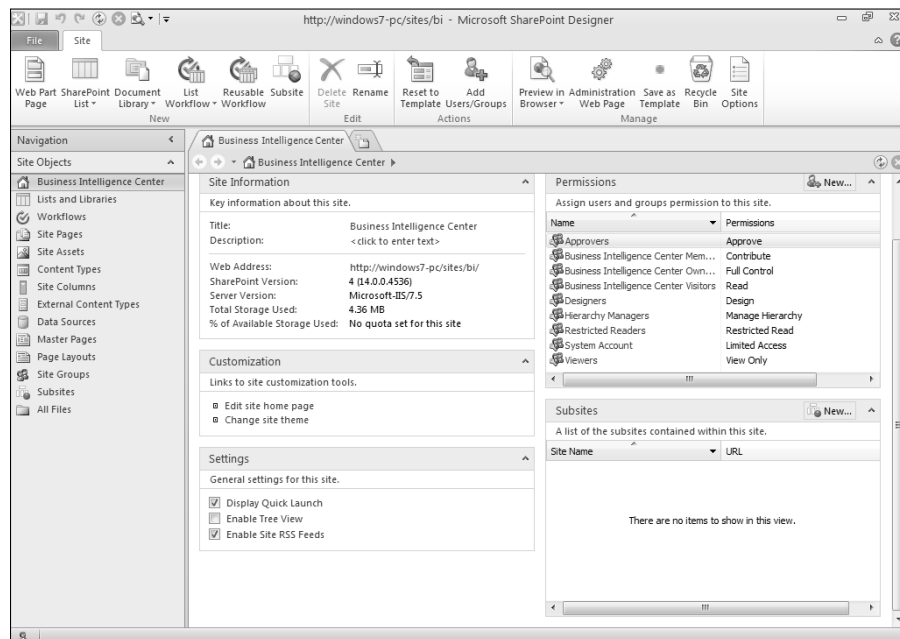 http://windows7-pc/sites/bi - Microsoft SharePoint Designer
File Site
Web Part Page
SharePoint List
Document Library
List Workflow
Reusable Workflow
Subsite
Delete Site
Rename
Reset to Template
Add Users/Groups
Preview in Browser
Administration Web Page
Save as Template
Recycle Bin
Site Options
New Edit Actions Manage
Navigation
Business Intelligence Center
Site Objects
Business Intelligence Center
Business Intelligence Center
Lists and Libraries
Workflows
Site Pages
Site Assets
Content Types
Site Columns
External Content Types
Data Sources
Master Pages
Page Layouts
Site Groups
Subsites
All Files
Site Information
Key information about this site.
Title: Business Intelligence Center
Description: <click to enter text>
Web Address: http://windows7-pc/sites/bi/
SharePoint Version: 4 (14.0.0.4536)
Server Version: Microsoft-IIS/7.5
Total Storage Used: 4.36 MB
% of Available Storage Used: No quota set for this site
Customization
Links to site customization tools.
Edit site home page
Change site theme
Settings
General settings for this site.
Display Quick Launch
Enable Tree View
Enable Site RSS Feeds
Permissions New...
Assign users and groups permission to this site.
Name Permissions
Approvers Approve
Business Intelligence Center Mem... Contribute
Business Intelligence Center Own... Full Control
Business Intelligence Center Visitors Read
Designers Design
Hierarchy Managers Manage Hierarchy
Restricted Readers Restricted Read
System Account Limited Access
Viewers View Only
Subsites New...
A list of the subsites contained within this site.
Site Name URL
There are no items to show in this view.